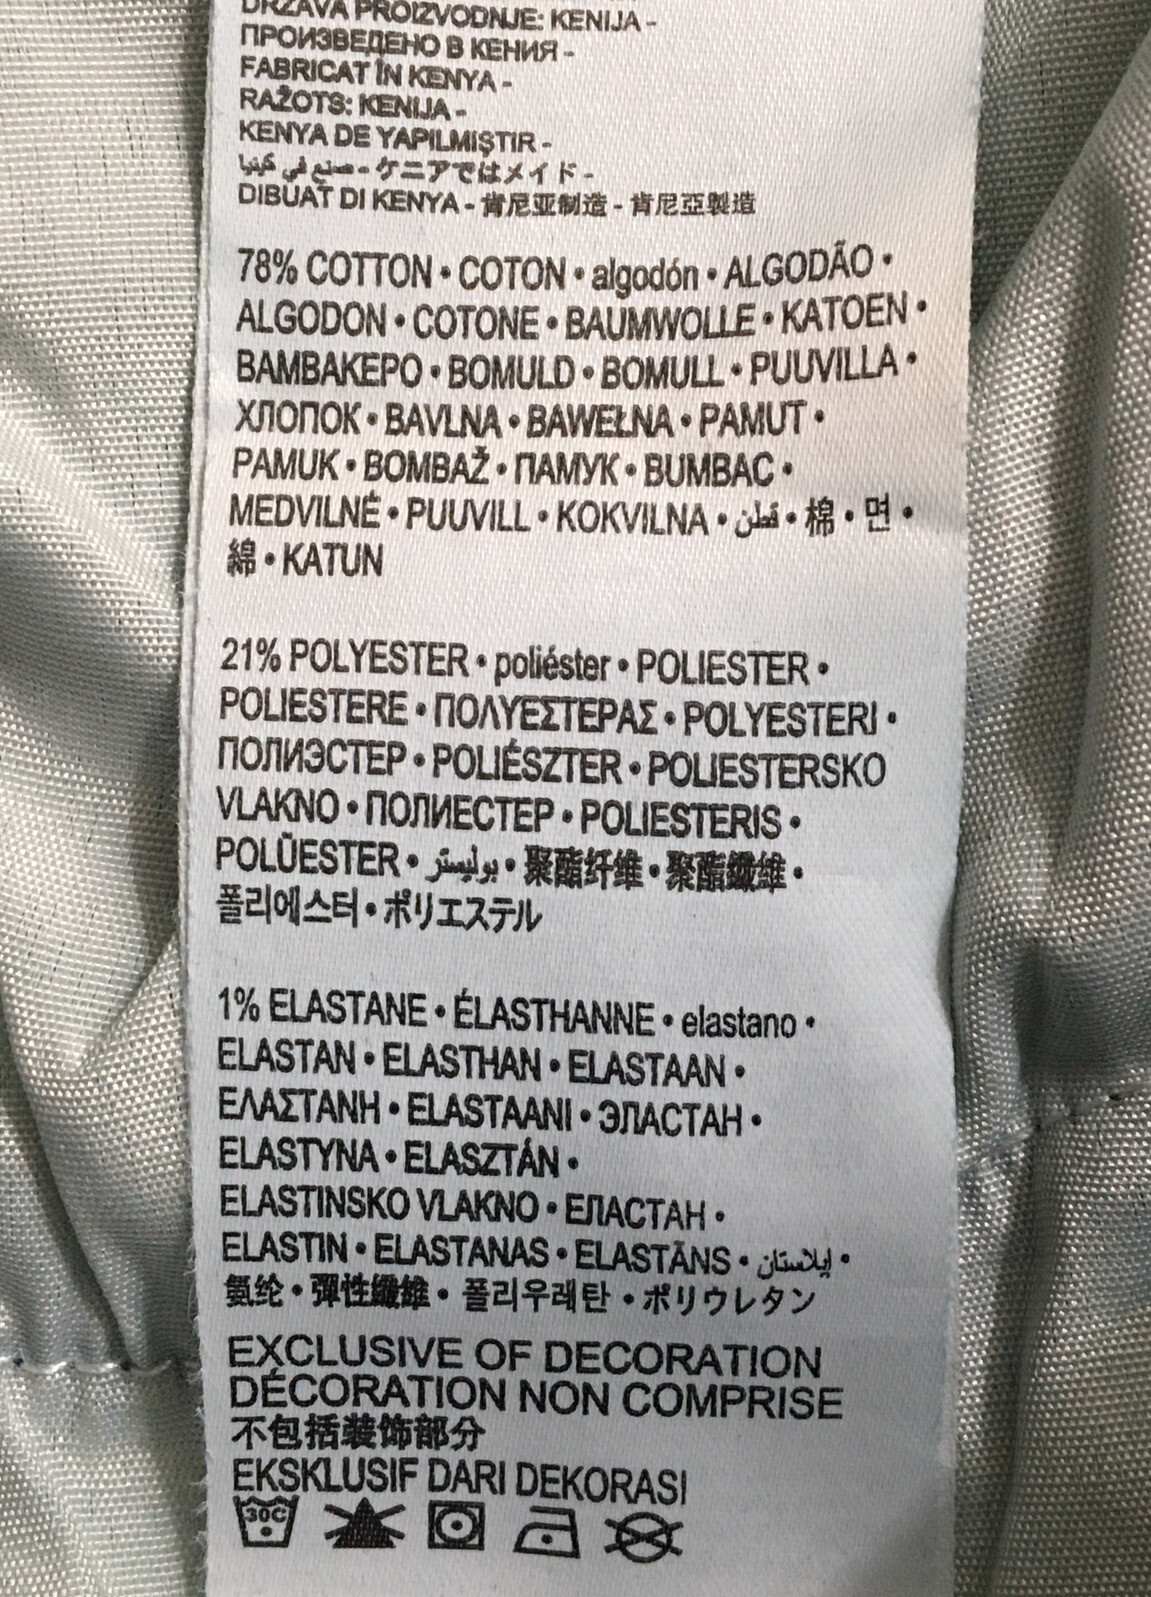 DRŽAVA PROIZVODNJE: KENIJA -
ПРОИЗВЕДЕНО В КЕНИЯ -
FABRICAT ÎN KENYA -
RAŽOTS: KENIJA -
KENYA DE YAPILMIŞTIR -
صنع في كينيا - ケニアではメイド -
DIBUAT DI KENYA - 肯尼亚制造 - 肯尼亞製造
78% COTTON • COTON • algodón • ALGODÃO •
ALGODON • COTONE • BAUMWOLLE • KATOEN •
BAMBAKEPO • BOMULD • BOMULL • PUUVILLA •
ХЛОПОК • BAVLNA • BAWEŁNA • PAMUT •
PAMUK • BOMBAŽ • ПАМУК • BUMBAC •
MEDVILNÉ • PUUVILL • KOKVILNA • قطن • 棉 • 면 •
綿 • KATUN
21% POLYESTER • poliéster • POLIESTER •
POLIESTERE • ΠΟΛΥΕΣΤΕΡΑΣ • POLYESTERI •
ПОЛИЭСТЕР • POLIÉSZTER • POLIESTERSKO
VLAKNO • ПОЛИЕСТЕР • POLIESTERIS •
POLÜESTER • بوليستر • 聚酯纤维 • 聚酯纖維 •
폴리에스터 • ポリエステル
1% ELASTANE • ÉLASTHANNE • elastano •
ELASTAN • ELASTHAN • ELASTAAN •
ΕΛΑΣΤΑΝΗ • ELASTAANI • ЭЛАСТАН •
ELASTYNA • ELASZTÁN •
ELASTINSKO VLAKNO • ЕЛАСТАН •
ELASTIN • ELASTANAS • ELASTĀNS • إيلاستان •
氨纶 • 彈性纖維 • 폴리우레탄 • ポリウレタン
EXCLUSIVE OF DECORATION
DÉCORATION NON COMPRISE
不包括装饰部分
EKSKLUSIF DARI DEKORASI
30C